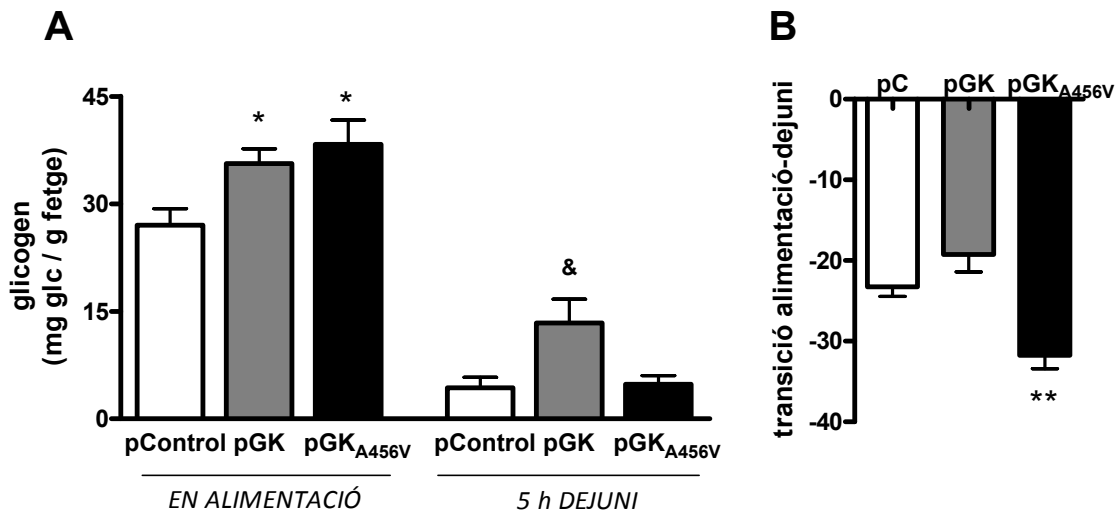 A
glicogen
(mg glc / g fetge)
45
30
15
0
*
*
&
pControl pGK pGKA456V
pControl pGK pGKA456V
EN ALIMENTACIÓ
5 h DEJUNI
B
transició alimentació-dejuni
pC pGK pGKA456V
0
-10
-20
-30
-40
**